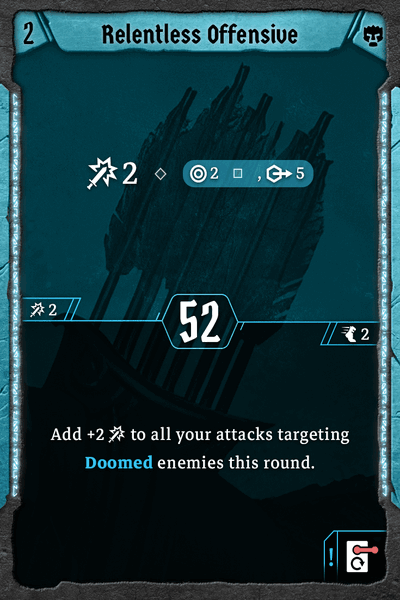 2 Relentless Offensive
2 2 , 5
2 52 2
Add +2 to all your attacks targeting
Doomed enemies this round.
!